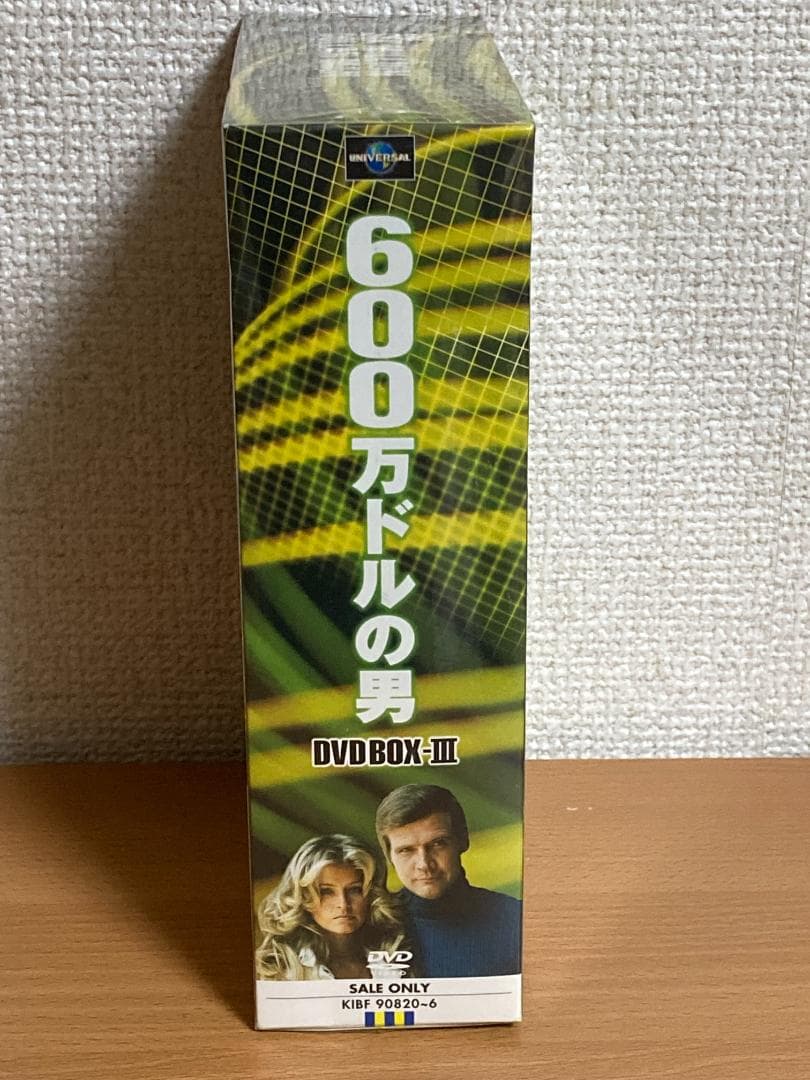 UNIVERSAL
600万ドルの男
DVD BOX-III
DVD
SALE ONLY
KIBF 90820~6